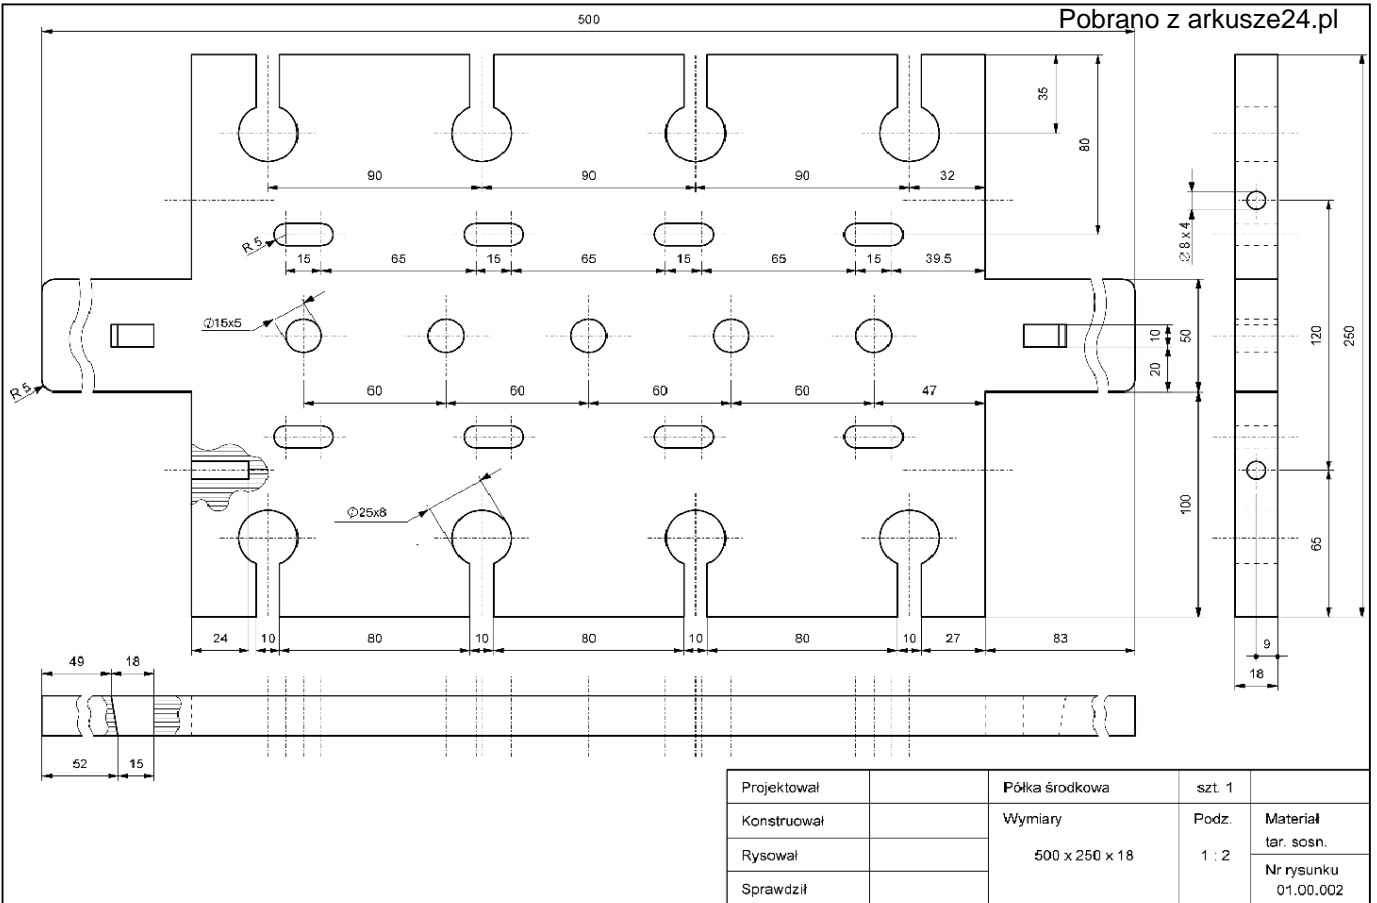 Pobrano z arkusze24.pl
500
35
80
90 90 90 32
R 5
15 65 15 65 15 65 15 39.5
∅8 x 4
∅15x5
10
50
20
120
250
R 5
60 60 60 60 47
∅25x8
100
65
24 10 80 10 80 10 80 10 27 83
9
18
49 18
52 15
Projektował Półka środkowa szt. 1
Konstruował Wymiary Podz. Materiał
tar. sosn.
Rysował 500 x 250 x 18 1 : 2
Nr rysunku
Sprawdził 01.00.002